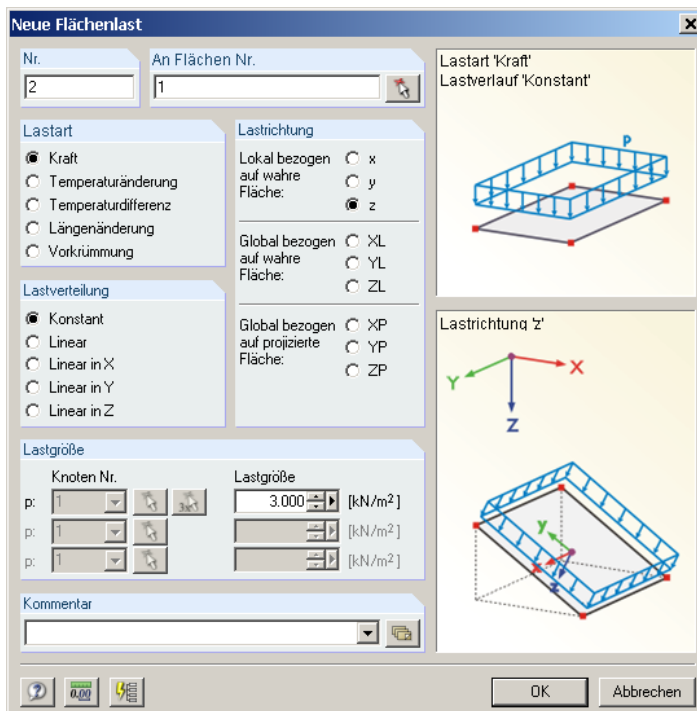 Neue Flächenlast
Nr.
2
An Flächen Nr.
1
Lastart
Kraft
Temperaturänderung
Temperaturdifferenz
Längenänderung
Vorkrümmung
Lastrichtung
Lokal bezogen
auf wahre
Fläche:
x
y
z
Global bezogen
auf wahre
Fläche:
XL
YL
ZL
Global bezogen
auf projizierte
Fläche:
XP
YP
ZP
Lastverteilung
Konstant
Linear
Linear in X
Linear in Y
Linear in Z
Lastgröße
Knoten Nr.
Lastgröße
p: 1 3x 3.000 [kN/m²]
p: 1 [kN/m²]
p: 1 [kN/m²]
Kommentar
Lastart 'Kraft'
Lastverlauf 'Konstant'
p
Lastrichtung 'z'
Y
X
Z
y
x
z
0.00
OK
Abbrechen